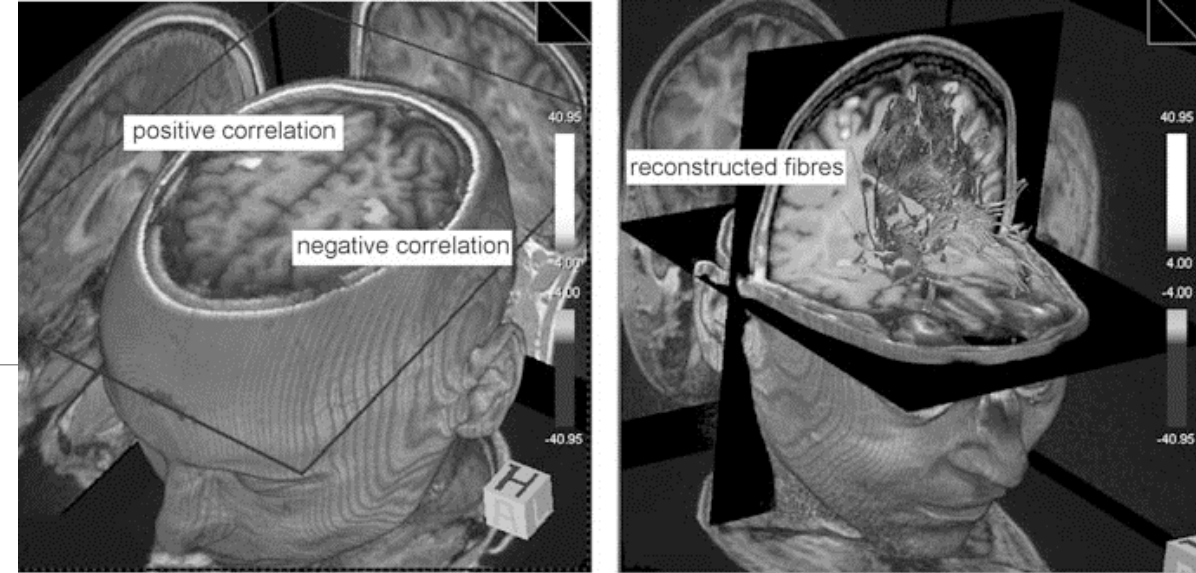 positive correlation
negative correlation
40.95
4.00
-4.00
-40.95
H
reconstructed fibres
40.95
4.00
-4.00
-40.95